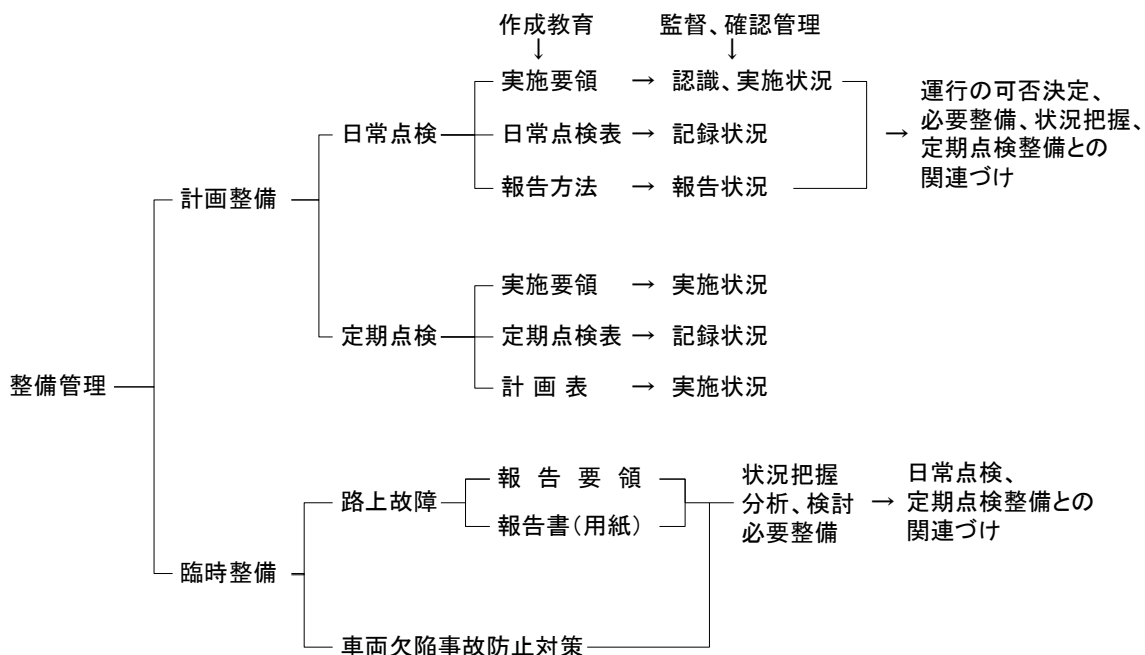 作成教育
監督、確認管理
↓
↓
実施要領 → 認識、実施状況
日常点検
日常点検表 → 記録状況
報告方法 → 報告状況
→
運行の可否決定、
必要整備、状況把握、
定期点検整備との
関連づけ
計画整備
実施要領 → 実施状況
定期点検
定期点検表 → 記録状況
計 画 表 → 実施状況
整備管理
路上故障
報 告 要 領
報告書(用紙)
状況把握
分析、検討
必要整備
→
日常点検、
定期点検整備との
関連づけ
臨時整備
車両欠陥事故防止対策